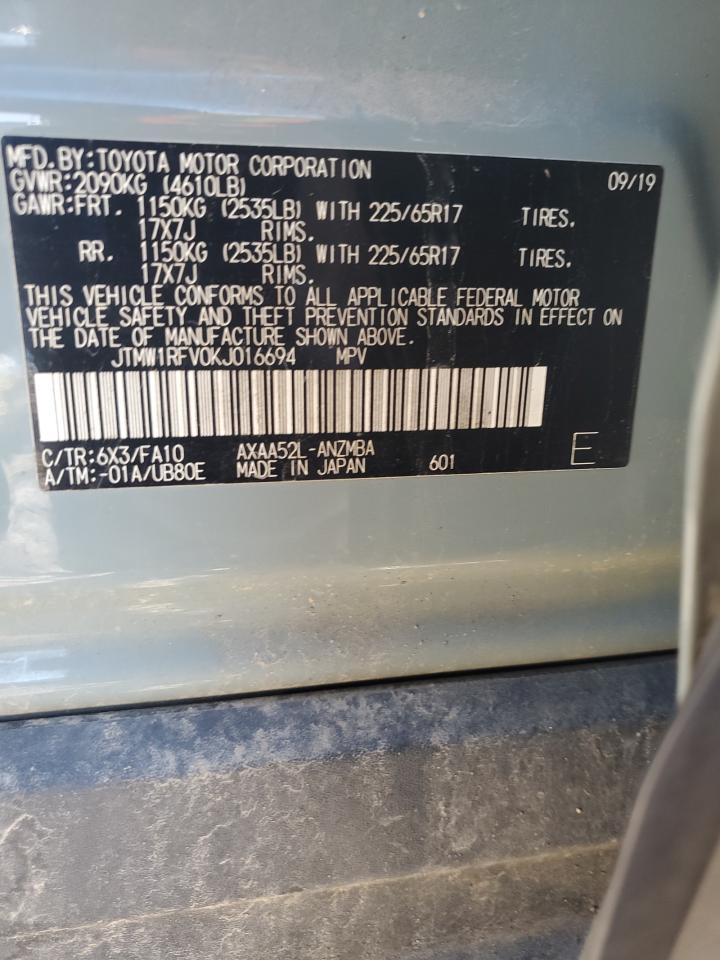 MFD.BY:TOYOTA MOTOR CORPORATION 09/19
GVWR:2090KG (4610LB)
GAWR:FRT. 1150KG (2535LB) WITH 225/65R17 TIRES.
17X7J RIMS.
RR. 1150KG (2535LB) WITH 225/65R17 TIRES.
17X7J RIMS.
THIS VEHICLE CONFORMS TO ALL APPLICABLE FEDERAL MOTOR
VEHICLE SAFETY AND THEFT PREVENTION STANDARDS IN EFFECT ON
THE DATE OF MANUFACTURE SHOWN ABOVE.
JTMW1RFV0KJ016694 MPV
C/TR:6X3/FA10 AXAA52L-ANZMBA
A/TM:-01A/UB80E MADE IN JAPAN 601 E